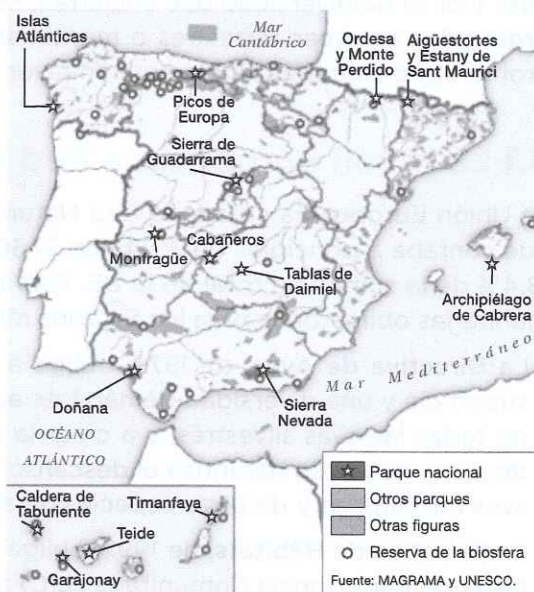 Islas
Atlánticas
Mar
Cantábrico
Ordesa
y Monte
Perdido
Aigüestortes
y Estany de
Sant Maurici
Picos de
Europa
Sierra de
Guadarrama
Monfragüe
Cabañeros
Tablas de
Daimiel
Archipiélago
de Cabrera
Mar Mediterráneo
Doñana
Sierra
Nevada
OCÉANO
ATLÁNTICO
Caldera de
Taburiente
Timanfaya
Teide
Garajonay
Parque nacional
Otros parques
Otras figuras
Reserva de la biosfera
Fuente: MAGRAMA y UNESCO.